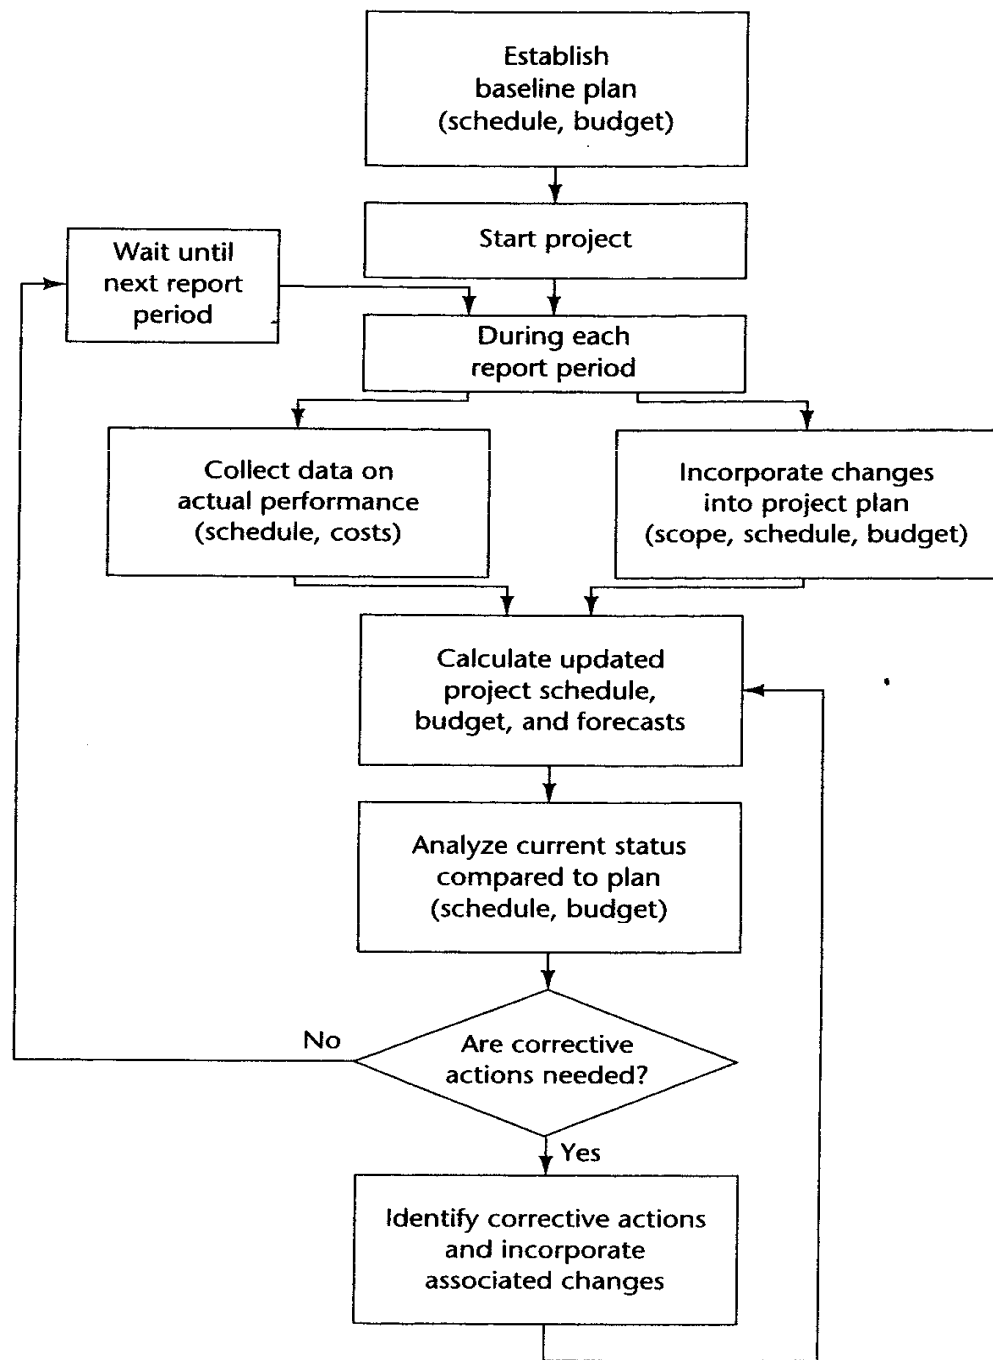 Establish
baseline plan
(schedule, budget)
Start project
Wait until
next report
period
During each
report period
Collect data on
actual performance
(schedule, costs)
Incorporate changes
into project plan
(scope, schedule, budget)
Calculate updated
project schedule,
budget, and forecasts
Analyze current status
compared to plan
(schedule, budget)
No
Are corrective
actions needed?
Yes
Identify corrective actions
and incorporate
associated changes